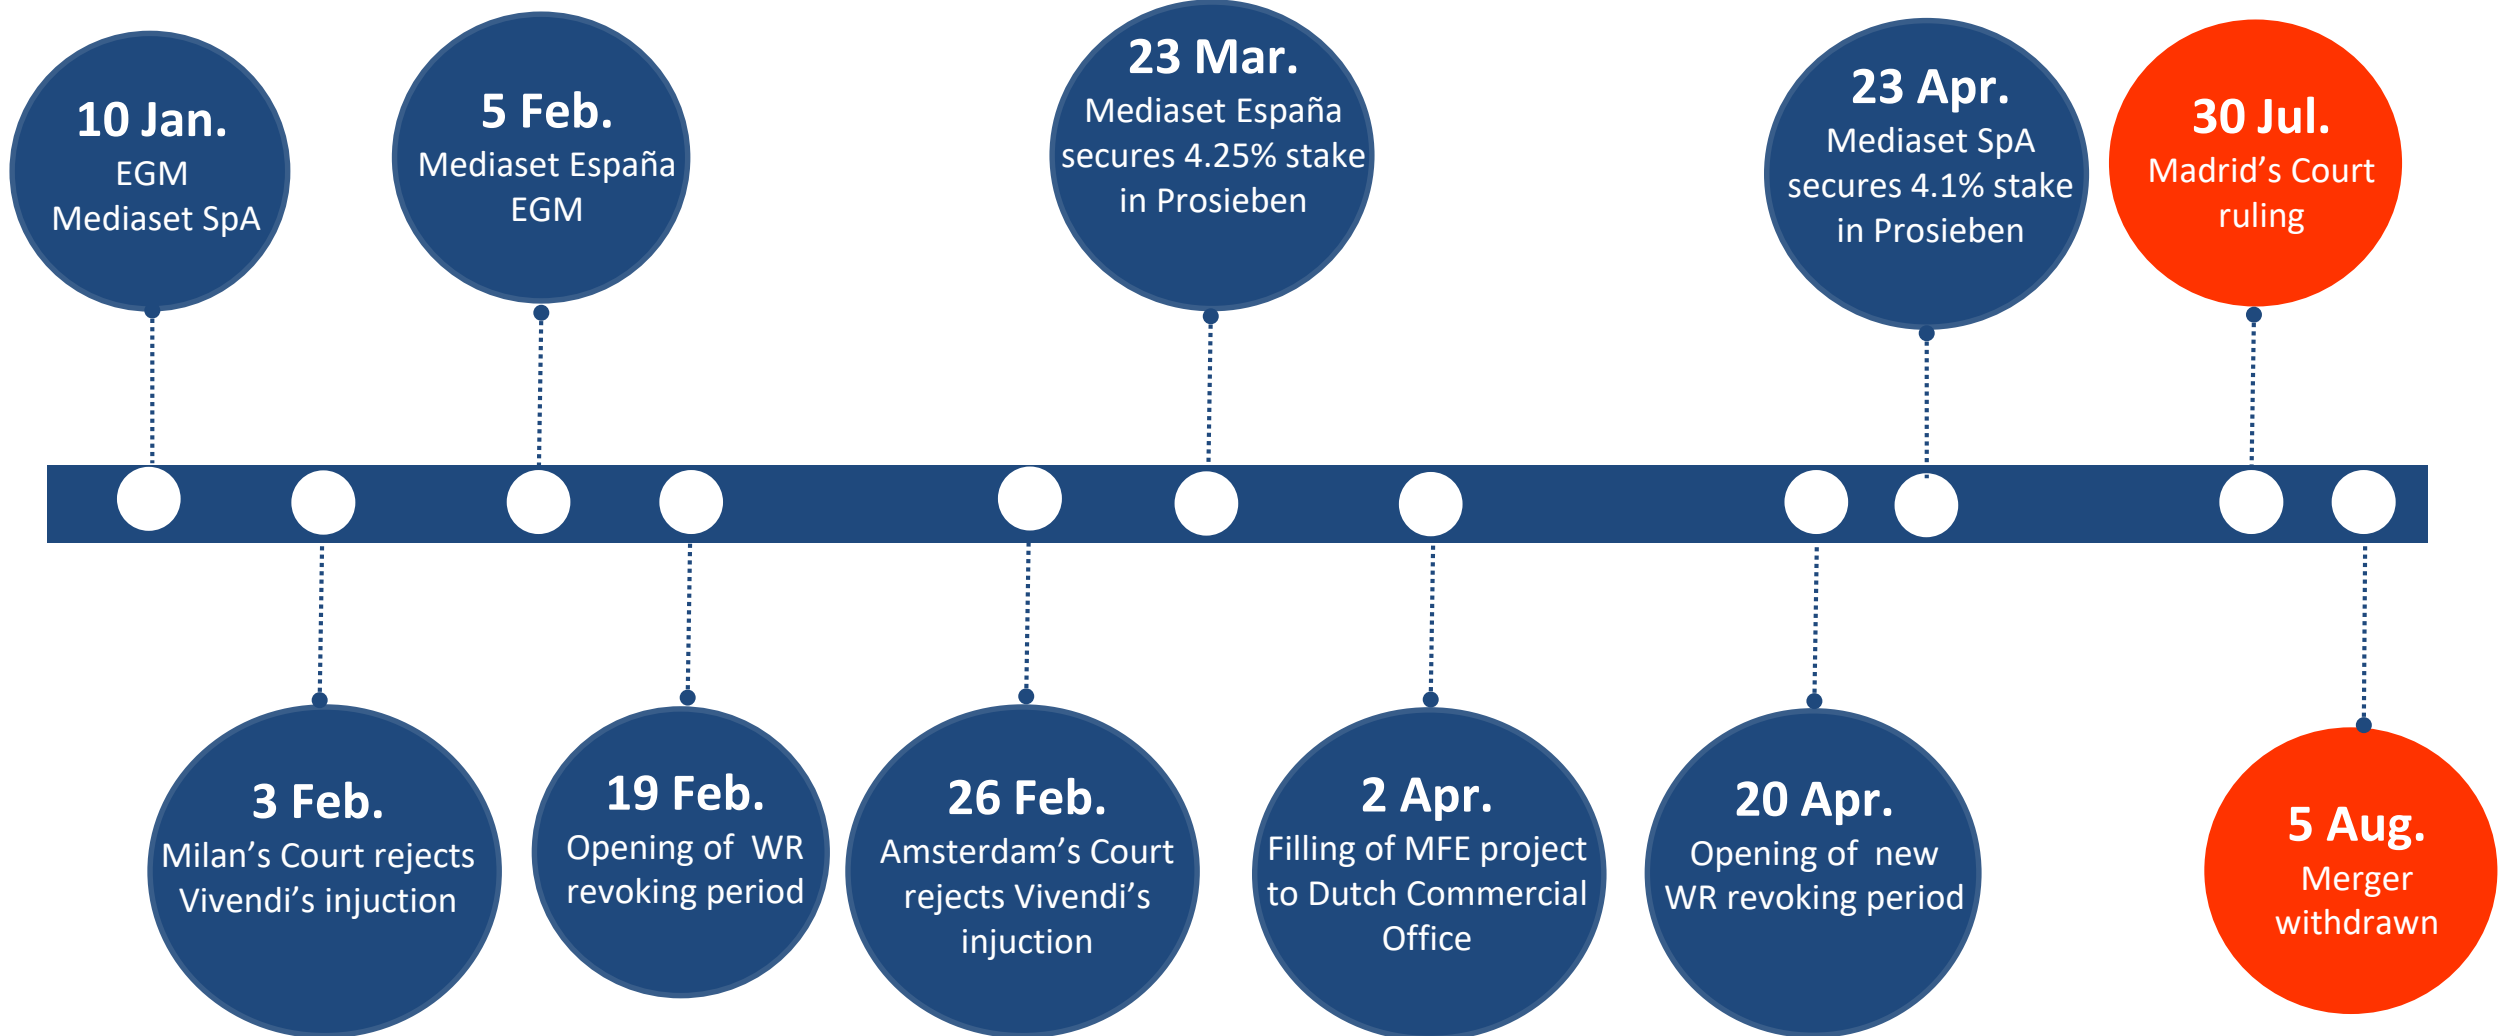 10 Jan.
EGM
Mediaset SpA
5 Feb.
Mediaset España
EGM
23 Mar.
Mediaset España
secures 4.25% stake
in Prosieben
23 Apr.
Mediaset SpA
secures 4.1% stake
in Prosieben
30 Jul.
Madrid’s Court
ruling
3 Feb.
Milan’s Court rejects
Vivendi’s injuction
19 Feb.
Opening of WR
revoking period
26 Feb.
Amsterdam’s Court
rejects Vivendi’s
injuction
2 Apr.
Filling of MFE project
to Dutch Commercial
Office
20 Apr.
Opening of new
WR revoking period
5 Aug.
Merger
withdrawn